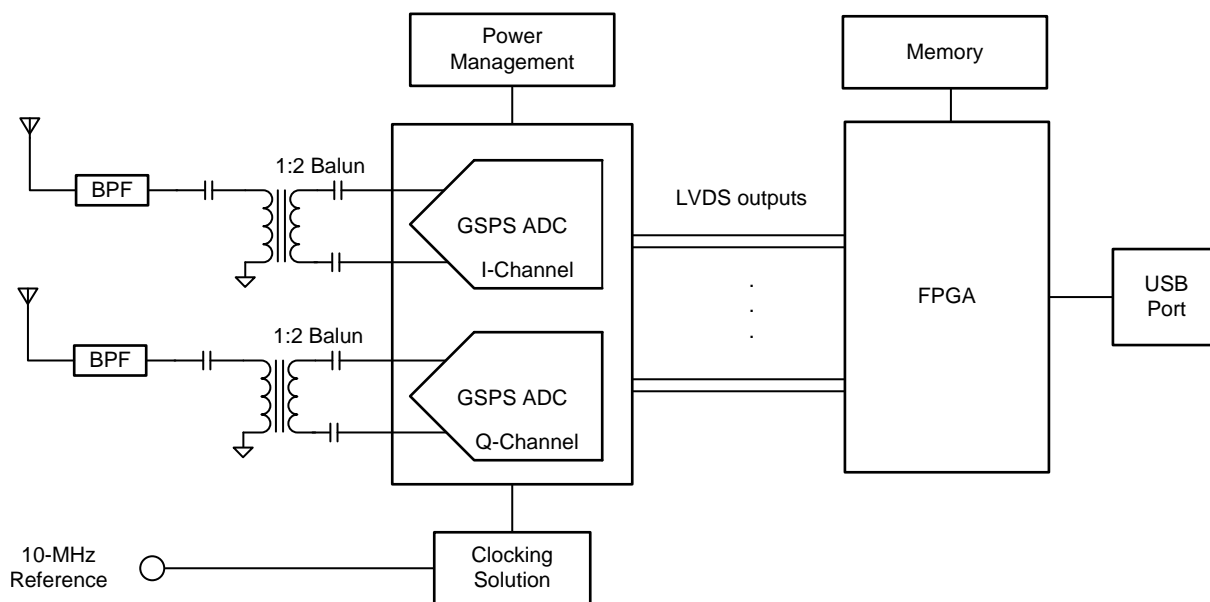 Power
Management
Memory
1:2 Balun
BPF
GSPS ADC
I-Channel
LVDS outputs
.
.
.
FPGA
USB
Port
1:2 Balun
BPF
GSPS ADC
Q-Channel
10-MHz
Reference
Clocking
Solution